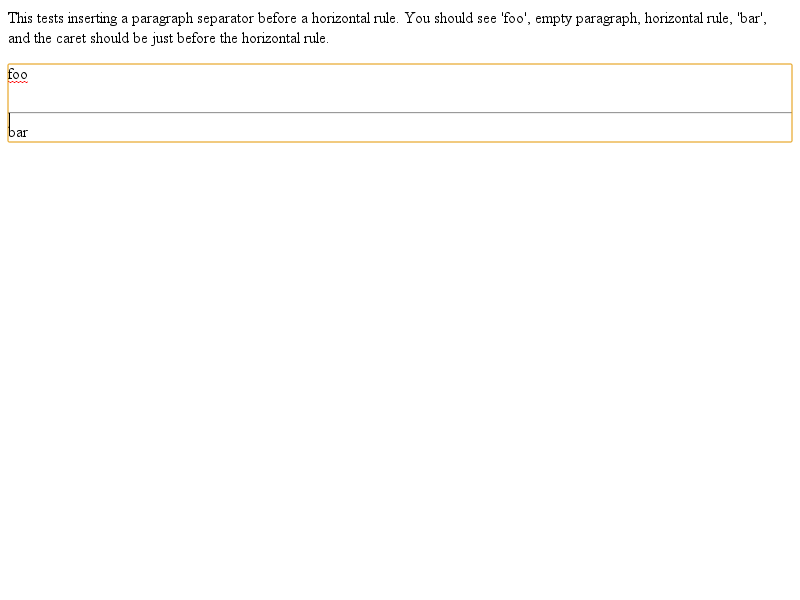 This tests inserting a paragraph separator before a horizontal rule. You should see 'foo', empty paragraph, horizontal rule, 'bar',
and the caret should be just before the horizontal rule.
foo
bar